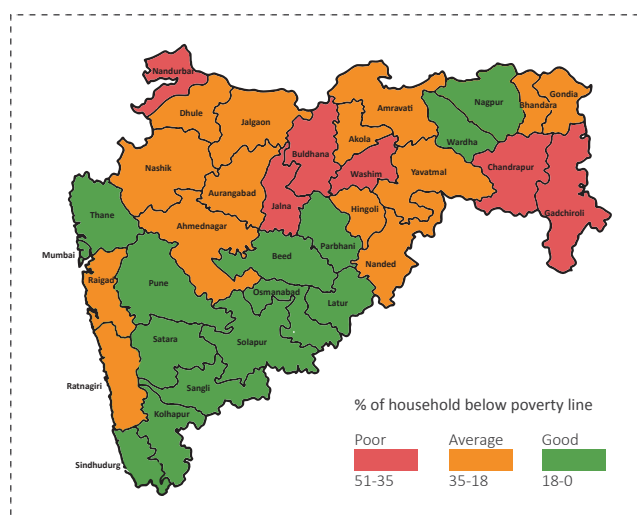 Nandurbar
Dhule
Jalgaon
Buldhana
Akola
Amravati
Nagpur
Bhandara
Gondia
Wardha
Nashik
Aurangabad
Jalna
Washim
Yavatmal
Chandrapur
Gadchiroli
Thane
Ahmednagar
Hingoli
Mumbai
Parbhani
Beed
Nanded
Raigad
Pune
Osmanabad
Latur
Satara
Solapur
Ratnagiri
Sangli
Kolhapur
Sindhudurg
% of household below poverty line
Poor Average Good
51-35 35-18 18-0